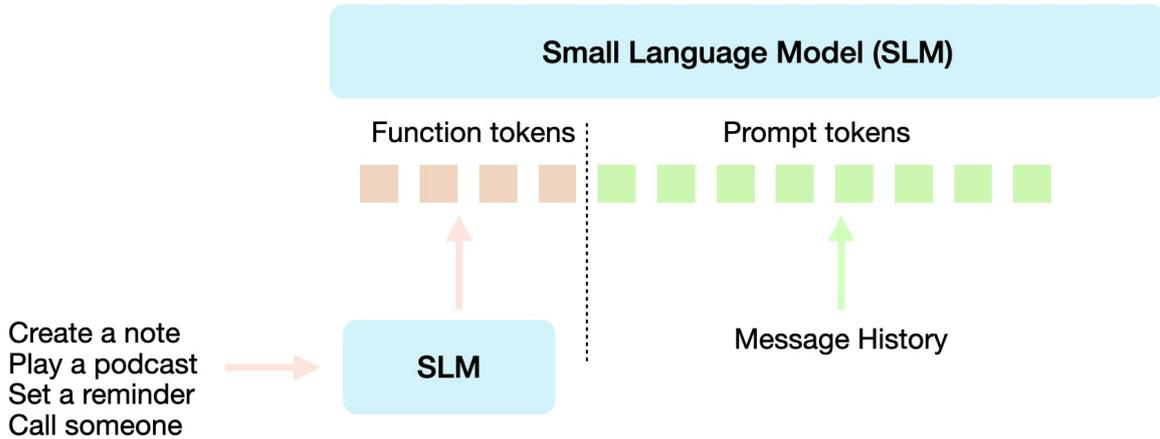 Small Language Model (SLM)
Function tokens
Prompt tokens
Create a note
Play a podcast
Set a reminder
Call someone
SLM
Message History